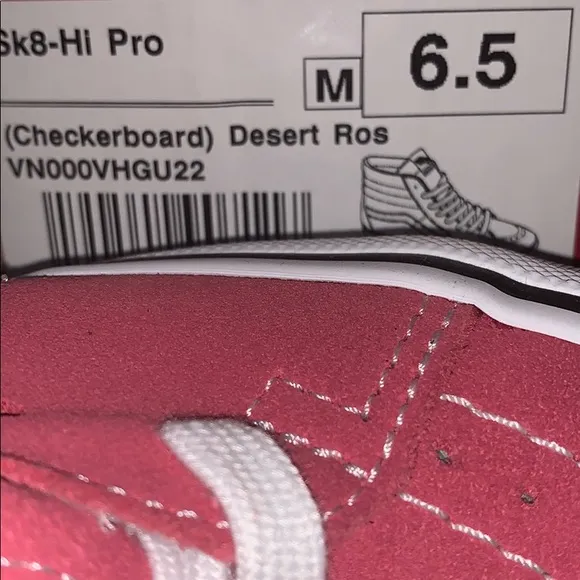 Sk8-Hi Pro
M 6.5
(Checkerboard) Desert Ros
VN000VHGU22